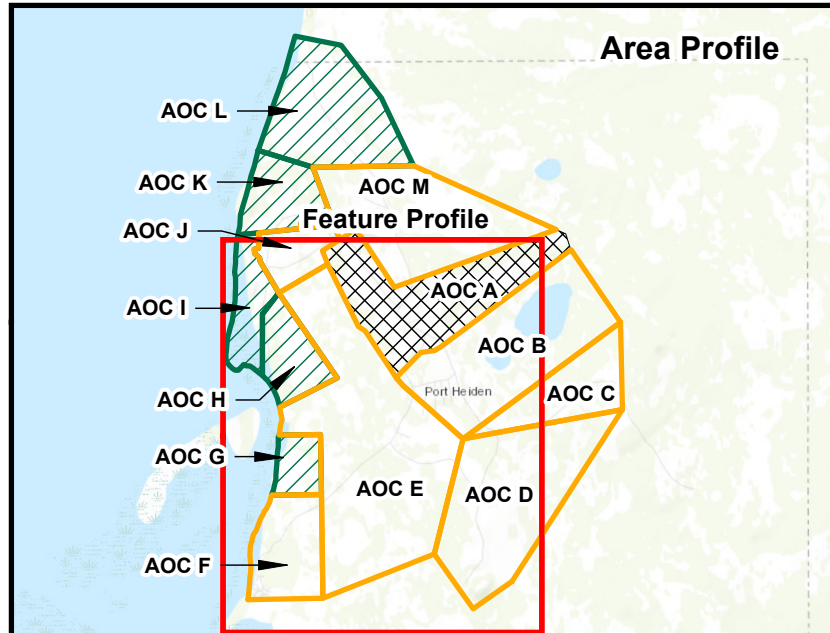 Area Profile
AOC L
AOC K
AOC M
Feature Profile
AOC J
AOC A
AOC I
AOC B
AOC C
Port Heiden
AOC H
AOC G
AOC E
AOC D
AOC F